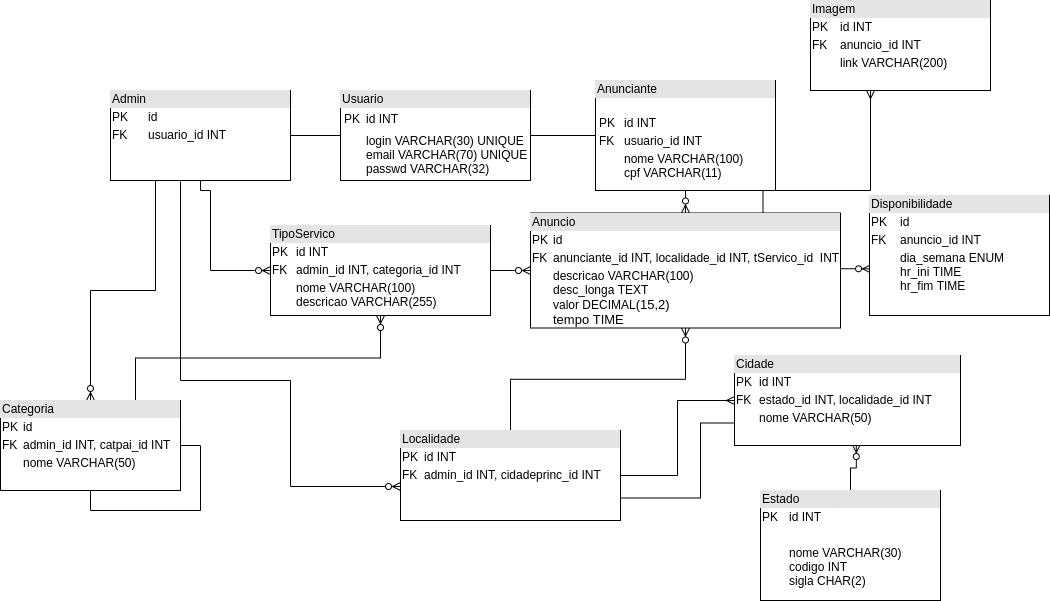 Imagem
PK id INT
FK anuncio_id INT
link VARCHAR(200)
Admin
PK id
FK usuario_id INT
Usuario
PK id INT
login VARCHAR(30) UNIQUE
email VARCHAR(70) UNIQUE
passwd VARCHAR(32)
Anunciante
PK id INT
FK usuario_id INT
nome VARCHAR(100)
cpf VARCHAR(11)
TipoServico
PK id INT
FK admin_id INT, categoria_id INT
nome VARCHAR(100)
descricao VARCHAR(255)
Anuncio
PK id
FK anunciante_id INT, localidade_id INT, tServico_id INT
descricao VARCHAR(100)
desc_longa TEXT
valor DECIMAL(15,2)
tempo TIME
Disponibilidade
PK id
FK anuncio_id INT
dia_semana ENUM
hr_ini TIME
hr_fim TIME
Categoria
PK id
FK admin_id INT, catpai_id INT
nome VARCHAR(50)
Localidade
PK id INT
FK admin_id INT, cidadeprinc_id INT
Cidade
PK id INT
FK estado_id INT, localidade_id INT
nome VARCHAR(50)
Estado
PK id INT
nome VARCHAR(30)
codigo INT
sigla CHAR(2)